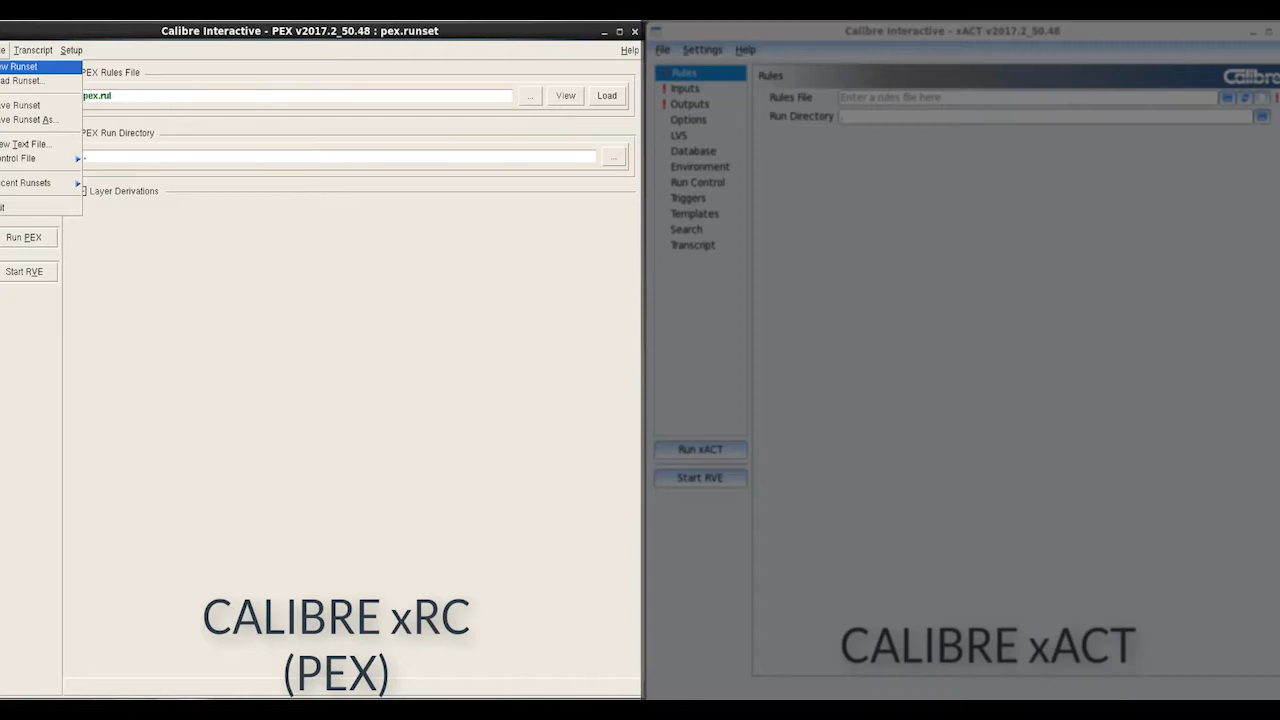 Calibre Interactive - PEX v2017.2_50.48 : pex.runset
Transcript Setup
Help
Runset
Runset...
Runset
Runset As...
Text File...
File
Runsets
Run PEX
Start RVE
PEX Rules File
pex.rul
... View Load
PEX Run Directory
.
...
Layer Derivations
CALIBRE xRC
(PEX)
Calibre Interactive - xACT v2017.2_50.48
File Settings Help
Rules
! Inputs
! Outputs
Options
LVS
Database
Environment
Run Control
Triggers
Templates
Search
Transcript
Run xACT
Start RVE
Rules
Calibre
Rules File Enter a rules file here
Run Directory .
CALIBRE xACT